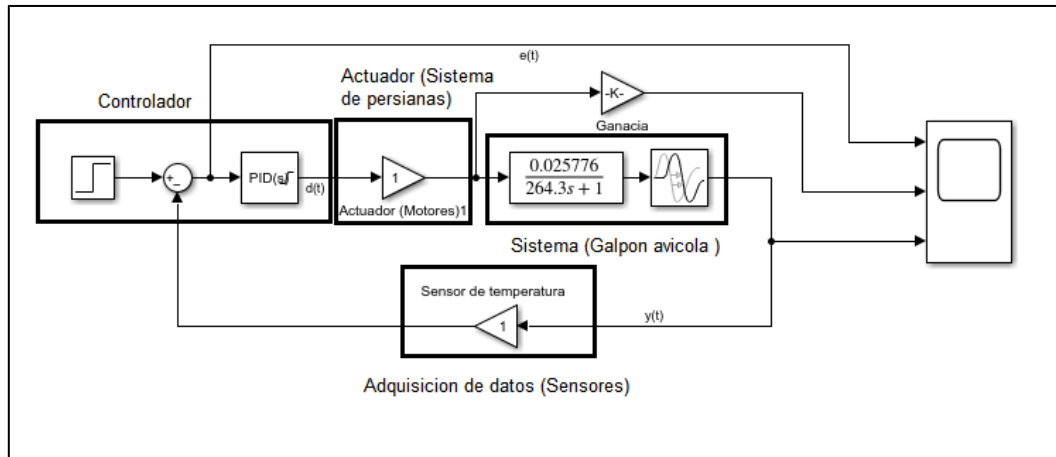 e(t)
Actuador (Sistema
de persianas)
Controlador
-K-
Ganacia
+
-
PID(s)
d(t)
1
Actuador (Motores)1
0.025776
264.3s + 1
Sistema (Galpon avicola )
Sensor de temperatura
1
y(t)
Adquisicion de datos (Sensores)